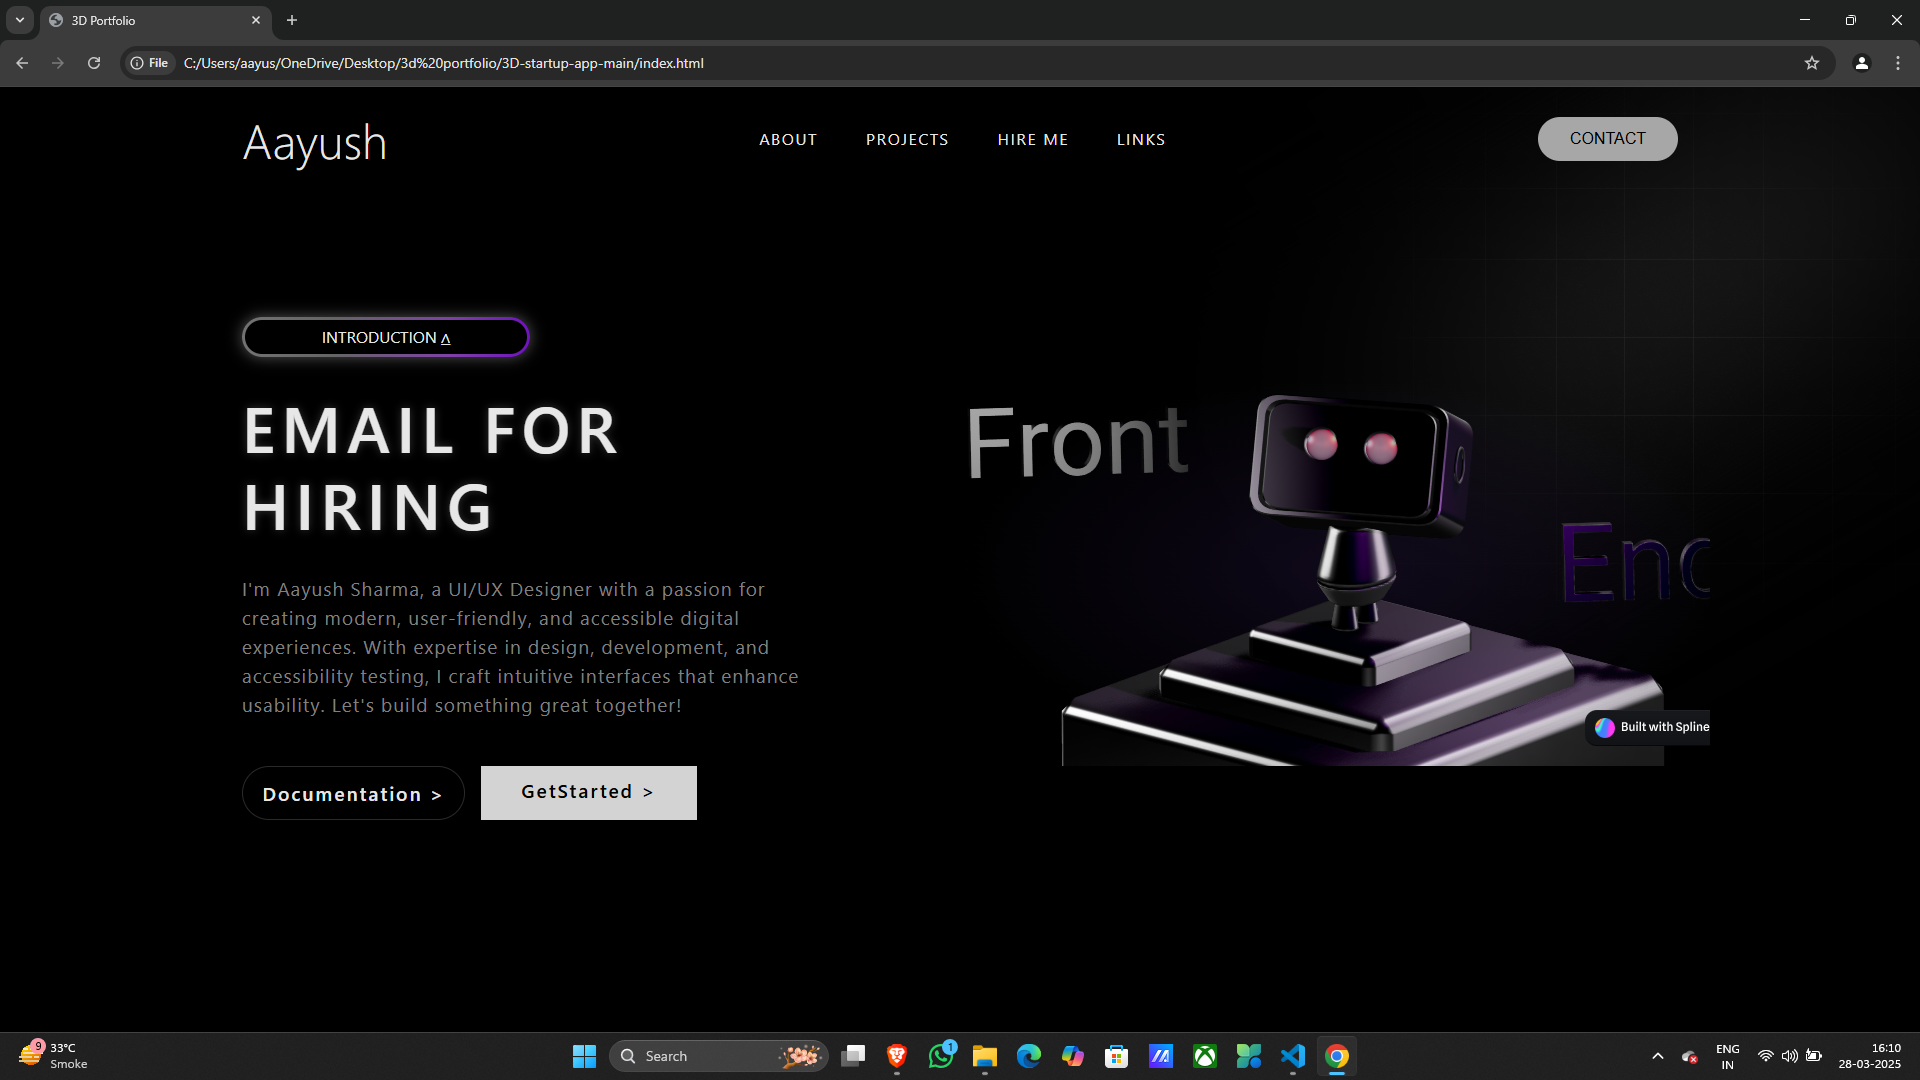 3D Portfolio
File
C:/Users/aayus/OneDrive/Desktop/3d%20portfolio/3D-startup-app-main/index.html
Aayush
ABOUT PROJECTS HIRE ME LINKS
CONTACT
INTRODUCTION
EMAIL FOR
HIRING
I'm Aayush Sharma, a UI/UX Designer with a passion for
creating modern, user-friendly, and accessible digital
experiences. With expertise in design, development, and
accessibility testing, I craft intuitive interfaces that enhance
usability. Let's build something great together!
Documentation >
GetStarted >
Front
Enc
Built with Spline
9
33°C
Smoke
Search
1
ENG
IN
16:10
28-03-2025